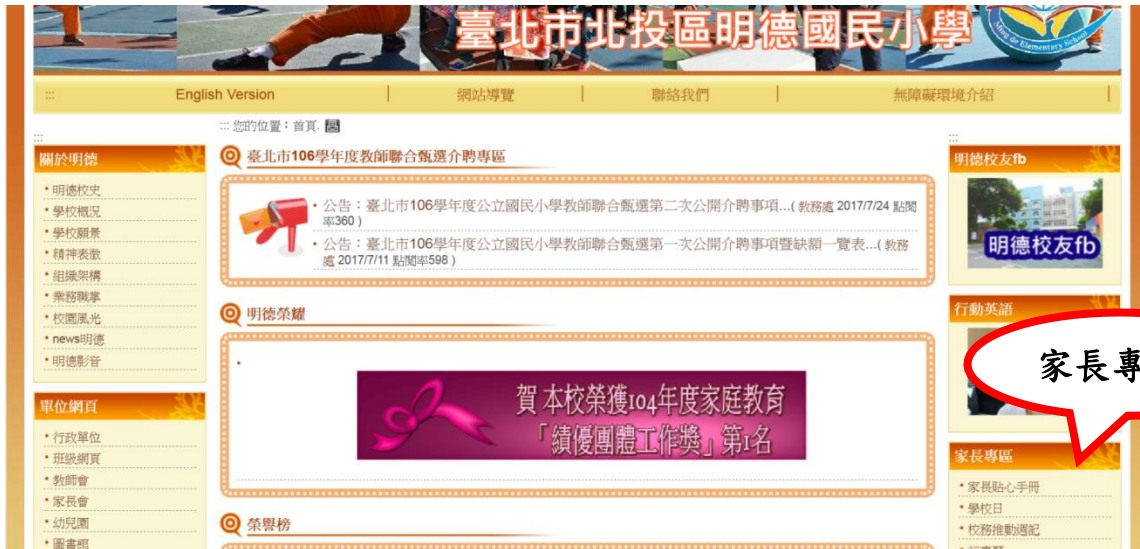 臺北市北投區明德國民小學
Ming de Elementary School
:::
English Version
網站導覽
聯絡我們
無障礙環境介紹
::: 您的位置：首頁.
:::
關於明德
•明德校史
•學校概況
•學校願景
•精神表徵
•組織架構
•業務職掌
•校園風光
•news明德
•明德影音
單位網頁
•行政單位
•班級網頁
•教師會
•家長會
•幼兒園
•圖書館
臺北市106學年度教師聯合甄選介聘專區
•公告：臺北市106學年度公立國民小學教師聯合甄選第二次公開介聘事項...( 教務處 2017/7/24 點閱
率360 )
•公告：臺北市106學年度公立國民小學教師聯合甄選第一次公開介聘事項暨缺額一覽表...( 教務
處 2017/7/11 點閱率598 )
明德榮耀
賀 本校榮獲104年度家庭教育
「績優團體工作獎」第1名
榮譽榜
:::
明德校友fb
明德校友fb
行動英語
家長專
家長專區
•家長貼心手冊
•學校日
•校務推動週記